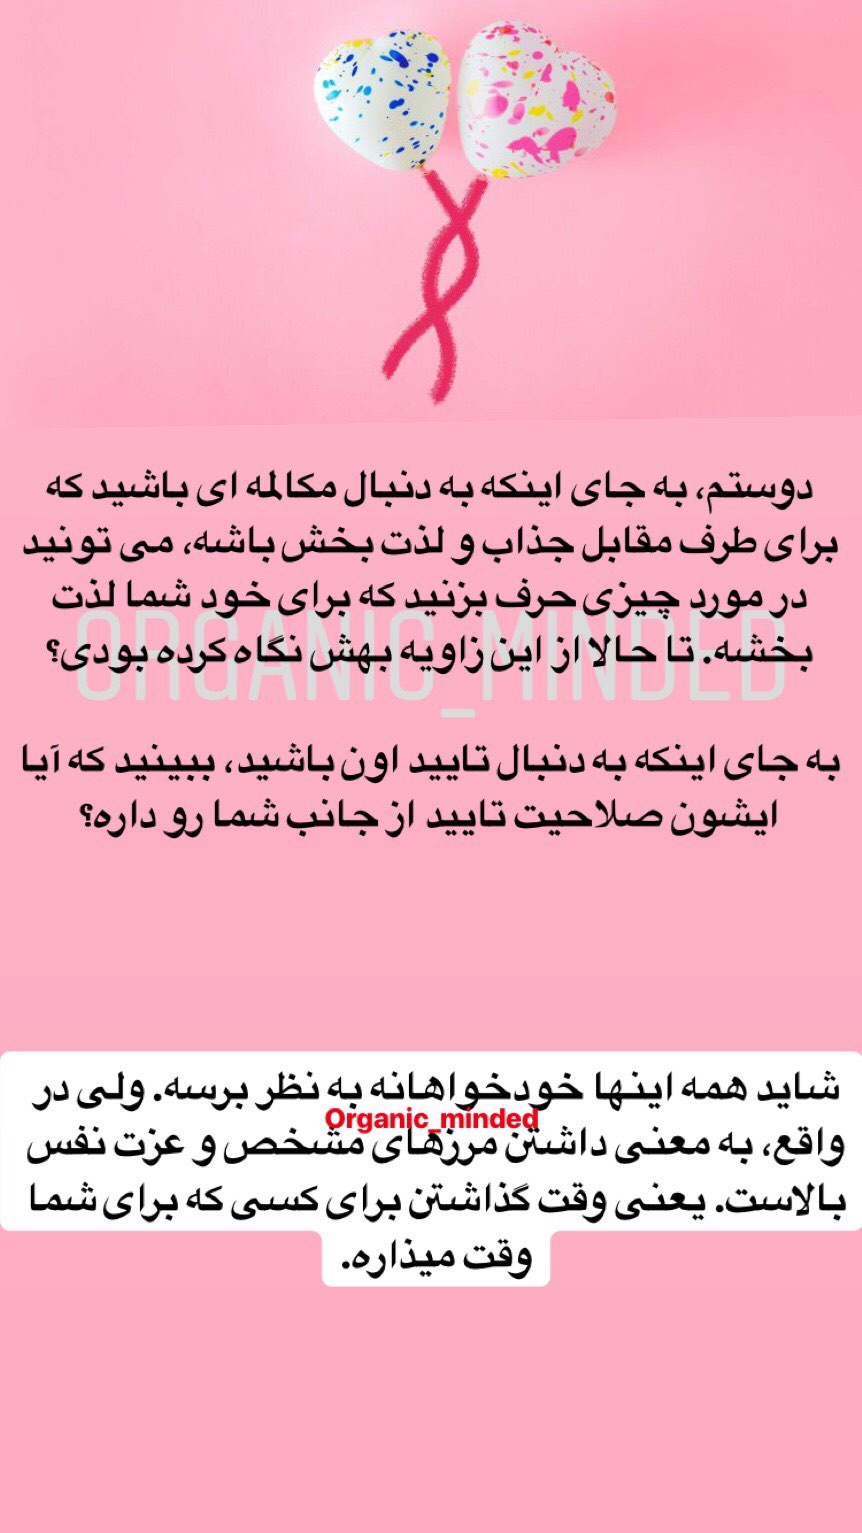 دوستم، به جای اینکه به دنبال مکالمه ای باشید که
برای طرف مقابل جذاب و لذت بخش باشه، می تونید
در مورد چیزی حرف بزنید که برای خود شما لذت
بخشه. تا حالا از این زاویه بهش نگاه کرده بودی؟
ORGANIC_MINDED
به جای اینکه به دنبال تایید اون باشید، ببینید که آیا
ایشون صلاحیت تایید از جانب شما رو داره؟
شاید همه اینها خودخواهانه به نظر برسه. ولی در
Organic_minded
واقع، به معنی داشتن مرزهای مشخص و عزت نفس
بالاست. یعنی وقت گذاشتن برای کسی که برای شما
وقت میذاره.